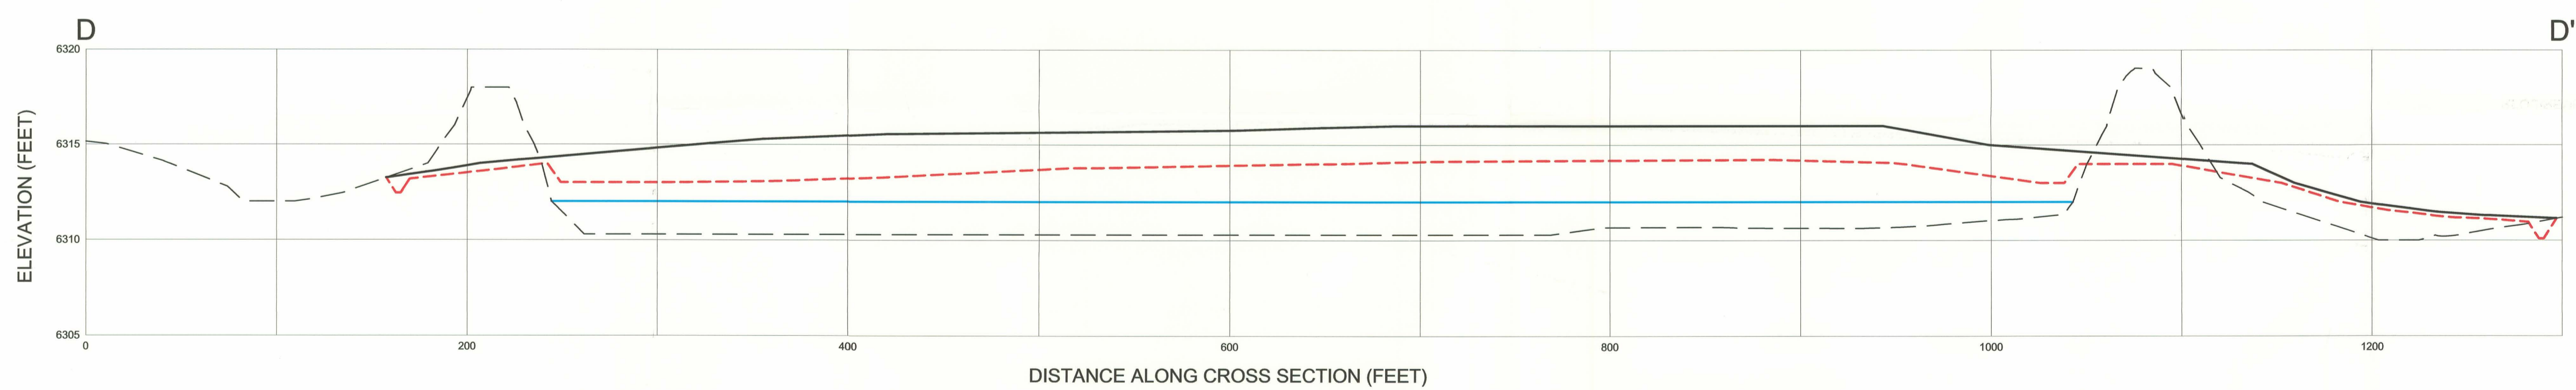 D D'
6320
6315
6310
6305
ELEVATION (FEET)
0 200 400 600 800 1000 1200
DISTANCE ALONG CROSS SECTION (FEET)